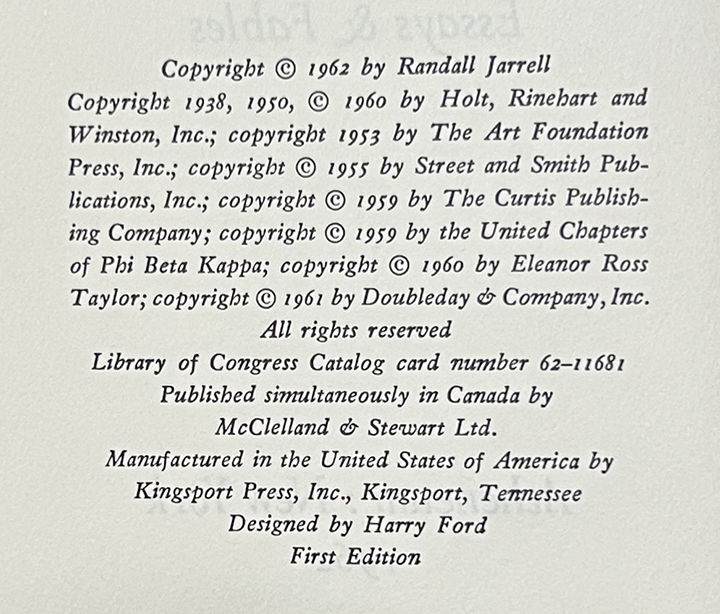 Copyright © 1962 by Randall Jarrell
Copyright 1938, 1950, © 1960 by Holt, Rinehart and
Winston, Inc.; copyright 1953 by The Art Foundation
Press, Inc.; copyright © 1955 by Street and Smith Pub-
lications, Inc.; copyright © 1959 by The Curtis Publish-
ing Company; copyright © 1959 by the United Chapters
of Phi Beta Kappa; copyright © 1960 by Eleanor Ross
Taylor; copyright © 1961 by Doubleday & Company, Inc.
All rights reserved
Library of Congress Catalog card number 62–11681
Published simultaneously in Canada by
McClelland & Stewart Ltd.
Manufactured in the United States of America by
Kingsport Press, Inc., Kingsport, Tennessee
Designed by Harry Ford
First Edition